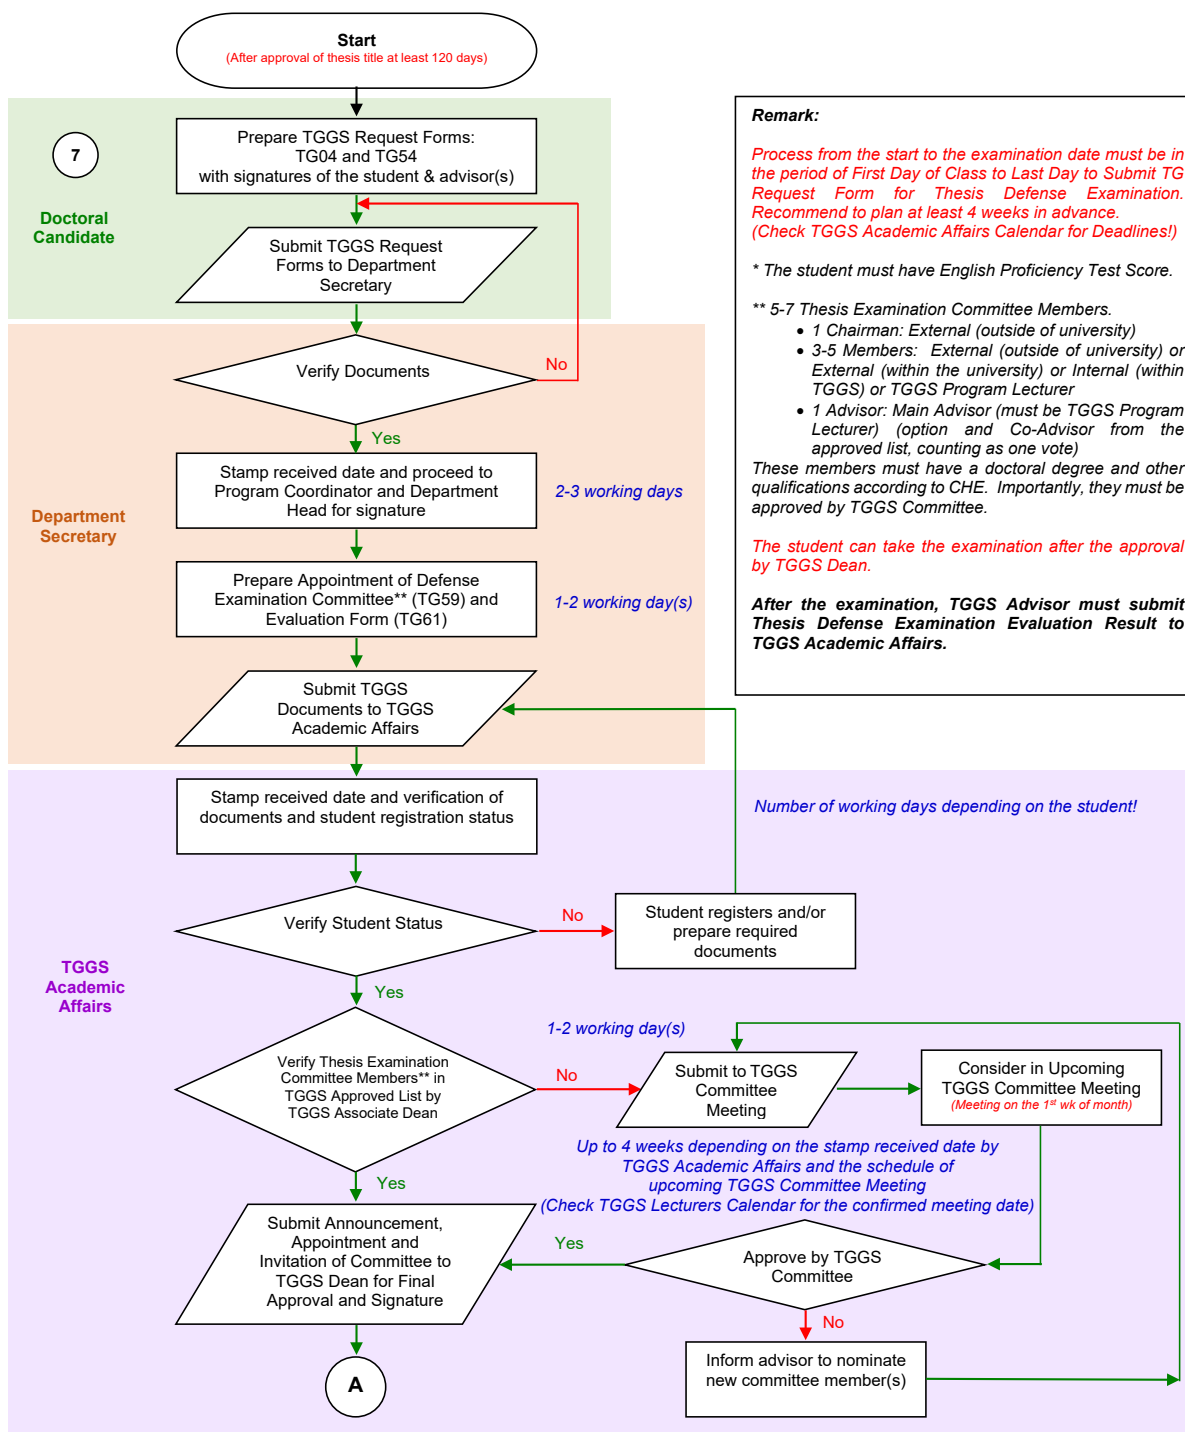 Start
(After approval of thesis title at least 120 days)
7
Doctoral
Candidate
Prepare TGGS Request Forms:
TG04 and TG54
with signatures of the student & advisor(s)
Submit TGGS Request
Forms to Department
Secretary
Remark:
Process from the start to the examination date must be in
the period of First Day of Class to Last Day to Submit TG
Request Form for Thesis Defense Examination.
Recommend to plan at least 4 weeks in advance.
(Check TGGS Academic Affairs Calendar for Deadlines!)
* The student must have English Proficiency Test Score.
** 5-7 Thesis Examination Committee Members.
• 1 Chairman: External (outside of university)
• 3-5 Members: External (outside of university) or
External (within the university) or Internal (within
TGGS) or TGGS Program Lecturer
• 1 Advisor: Main Advisor (must be TGGS Program
Lecturer) (option and Co-Advisor from the
approved list, counting as one vote)
These members must have a doctoral degree and other
qualifications according to CHE. Importantly, they must be
approved by TGGS Committee.
The student can take the examination after the approval
by TGGS Dean.
After the examination, TGGS Advisor must submit
Thesis Defense Examination Evaluation Result to
TGGS Academic Affairs.
Verify Documents
No
Yes
Department
Secretary
Stamp received date and proceed to
Program Coordinator and Department
Head for signature
2-3 working days
Prepare Appointment of Defense
Examination Committee** (TG59) and
Evaluation Form (TG61)
1-2 working day(s)
Submit TGGS
Documents to TGGS
Academic Affairs
Stamp received date and verification of
documents and student registration status
Number of working days depending on the student!
Verify Student Status
No
Student registers and/or
prepare required
documents
Yes
TGGS
Academic
Affairs
1-2 working day(s)
Verify Thesis Examination
Committee Members** in
TGGS Approved List by
TGGS Associate Dean
No
Submit to TGGS
Committee
Meeting
Consider in Upcoming
TGGS Committee Meeting
(Meeting on the 1st wk of month)
Up to 4 weeks depending on the stamp received date by
TGGS Academic Affairs and the schedule of
upcoming TGGS Committee Meeting
(Check TGGS Lecturers Calendar for the confirmed meeting date)
Yes
Submit Announcement,
Appointment and
Invitation of Committee to
TGGS Dean for Final
Approval and Signature
Yes
Approve by TGGS
Committee
No
Inform advisor to nominate
new committee member(s)
A